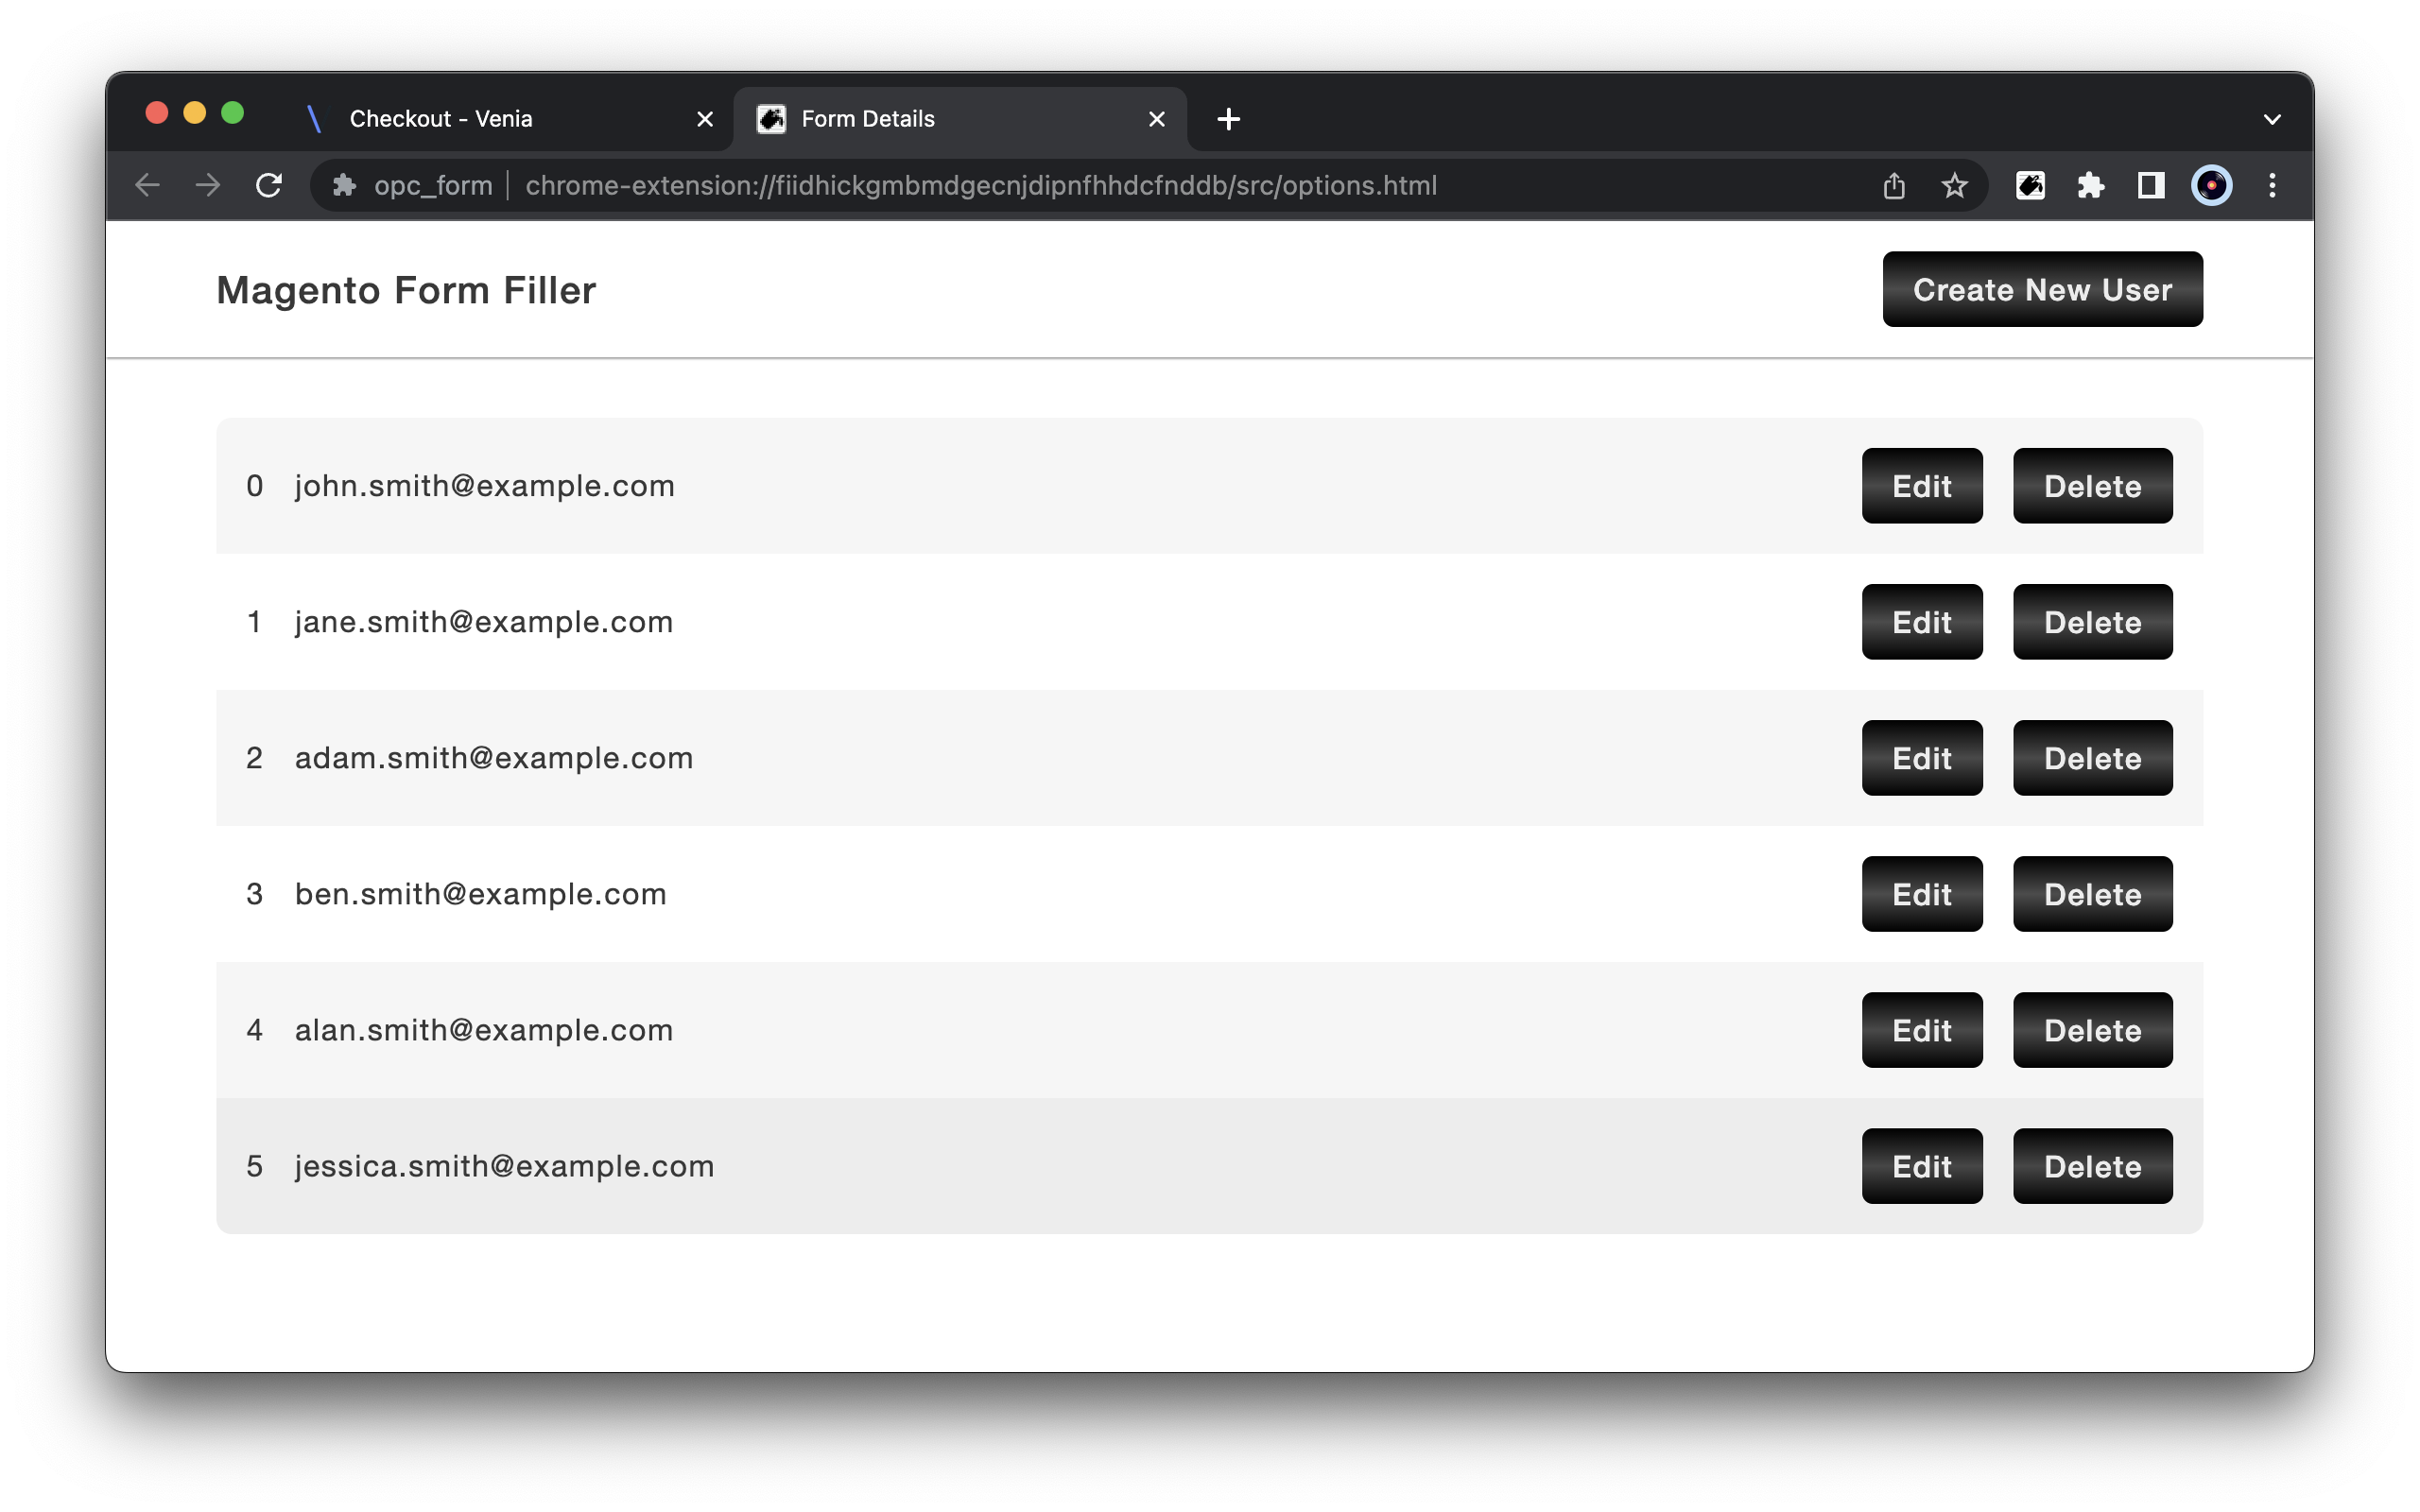 Checkout - Venia Form Details
opc_form chrome-extension://fiidhickgmbmdgecnjdipnfhhdcfnddb/src/options.html
Magento Form Filler Create New User
0 john.smith@example.com Edit Delete
1 jane.smith@example.com Edit Delete
2 adam.smith@example.com Edit Delete
3 ben.smith@example.com Edit Delete
4 alan.smith@example.com Edit Delete
5 jessica.smith@example.com Edit Delete